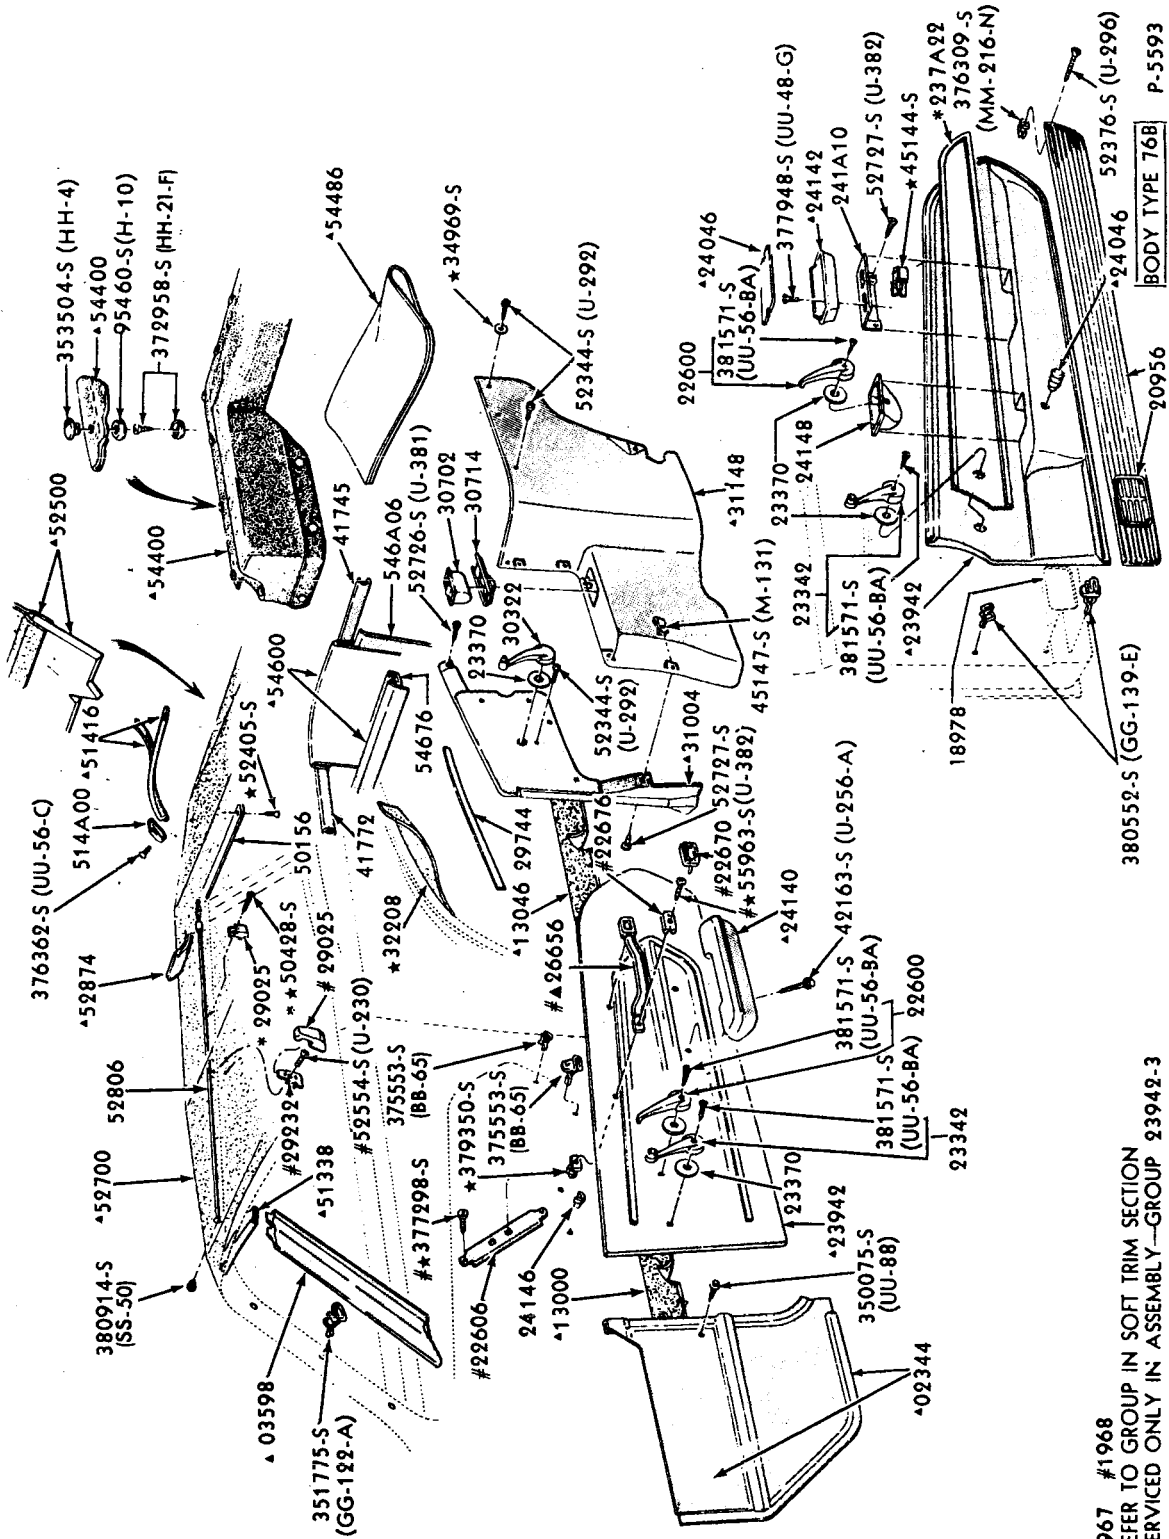 353504-S (HH-4)
▲54400
95460-S (H-10)
372958-S (HH-21-F)
▲52500
▲54400
▲54486
376362-S (UU-56-C)
514A00
▲51416
★52405-S
▲54600
41745
546A06
52726-S (U-381)
30702
30714
★34969-S
52344-S (U-292)
▲52874
50156
41772
54676
23370
30322
52344-S
(U-292)
▲31148
45147-S (M-131)
▲31004
52806
*29025
*★50428-S
#29025
★32208
29744
▲13046
#22676
52727-S
#★55963-S (U-382)
#22670
▲24140
42163-S (U-256-A)
▲52700
#29232
#52554-S (U-230)
375553-S
(BB-65)
#▲26656
381571-S
(UU-56-BA)
22600
▲51338
380914-S
(SS-50)
#★377298-S
★379350-S
375553-S
(BB-65)
381571-S
(UU-56-BA)
23342
▲03598
351775-S
(GG-122-A)
#22606
24146
▲13000
23370
▲23942
350075-S
(UU-88)
▲02344
22600
381571-S
(UU-56-BA)
▲24046
377948-S (UU-48-G)
▲24142
241A10
52727-S (U-382)
★45144-S
*237A22
376309-S
(MM-216-N)
52376-S (U-296)
23370
24148
23342
381571-S
(UU-56-BA)
▲23942
18978
380552-S (GG-139-E)
▲24046
20956
BODY TYPE 76B
P-5593
967 #1968
EFER TO GROUP IN SOFT TRIM SECTION
ERVICED ONLY IN ASSEMBLY—GROUP 23942-3